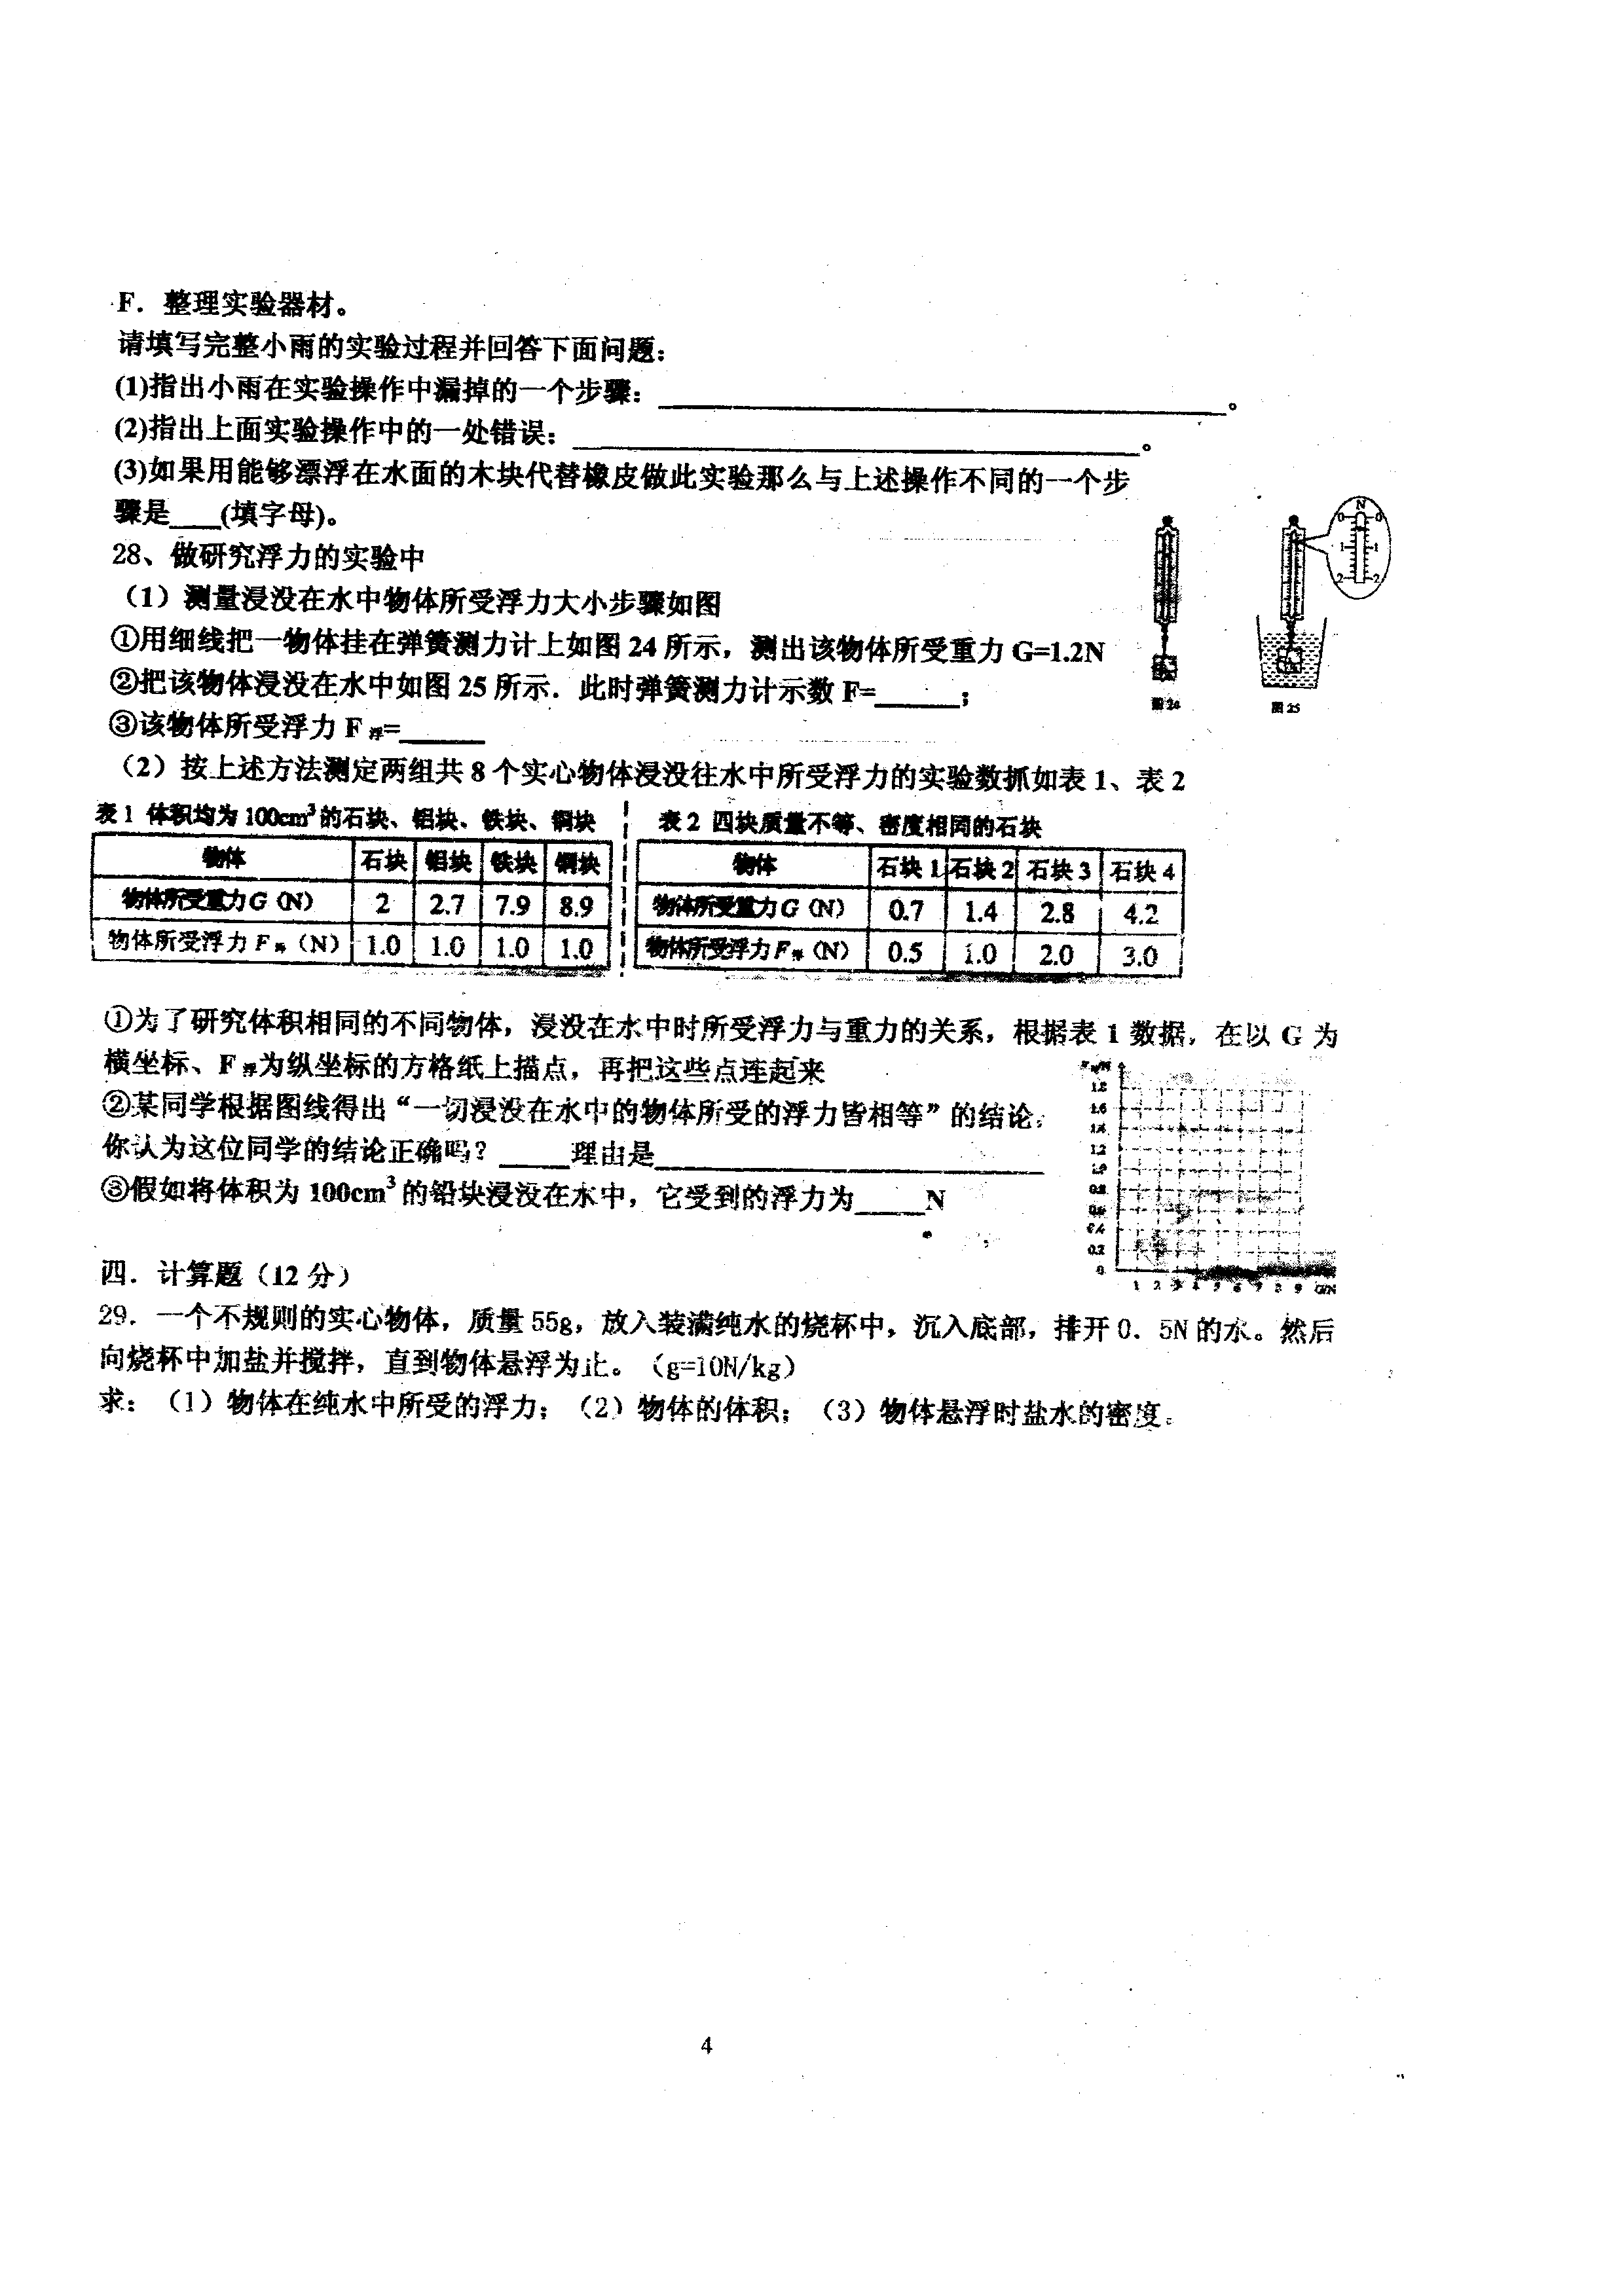 F．整理实验器材。
请填写完整小雨的实验过程并回答下面问题：
(1)指出小雨在实验操作中漏掉的一个步骤：____。
(2)指出上面实验操作中的一处错误：____。
(3)如果用能够漂浮在水面的木块代替橡皮做此实验那么与上述操作不同的一个步
骤是___(填字母)。
28、做研究浮力的实验中
（1）测量浸没在水中物体所受浮力大小步骤如图
①用细线把一物体挂在弹簧测力计上如图 24 所示，测出该物体所受重力 G=1.2N
②把该物体浸没在水中如图 25 所示．此时弹簧测力计示数 F=____；
③该物体所受浮力 F浮=____
N
0 0
1 1
2 2
图24
图25
（2）按上述方法测定两组共 8 个实心物体浸没往水中所受浮力的实验数抓如表 1、表 2
表 1 体积均为 100cm³的石块、铝块、铁块、铜块
物体 石块 铝块 铁块 铜块
物体所受重力 G（N） 2 2.7 7.9 8.9
物体所受浮力 F浮（N） 1.0 1.0 1.0 1.0
表 2 四块质量不等、密度相同的石块
物体 石块 1 石块 2 石块 3 石块 4
物体所受重力 G（N） 0.7 1.4 2.8 4.2
物体所受浮力 F浮（N） 0.5 1.0 2.0 3.0
①为了研究体积相同的不同物体，浸没在水中时所受浮力与重力的关系，根据表 1 数据，在以 G 为
横坐标、F浮为纵坐标的方格纸上描点，再把这些点连起来
②某同学根据图线得出“一切浸没在水中的物体所受的浮力皆相等”的结论．
你认为这位同学的结论正确吗？____理由是____
③假如将体积为 100cm³ 的铅块浸没在水中，它受到的浮力为____N
F浮/N
1.8
1.6
1.4
1.2
1.0
0.8
0.6
0.4
0.2
0
1 2 3 4 5 6 7 8 9 G/N
四．计算题（12 分）
29．一个不规则的实心物体，质量 55g，放入装满纯水的烧杯中，沉入底部，排开 0．5N 的水。然后
向烧杯中加盐并搅拌，直到物体悬浮为止。（g=10N/kg）
求：（1）物体在纯水中所受的浮力；（2）物体的体积；（3）物体悬浮时盐水的密度。
4